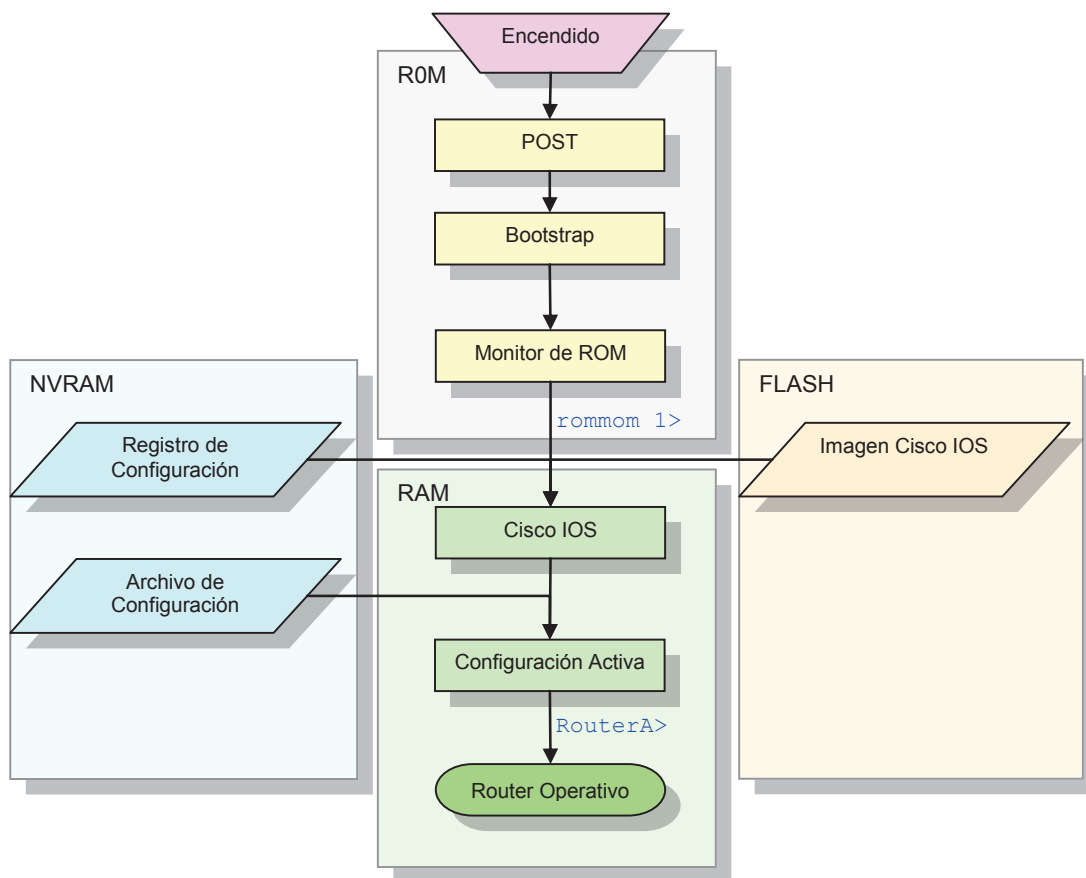 Encendido
R0M
POST
Bootstrap
Monitor de ROM
rommom 1>
NVRAM
Registro de
Configuración
Archivo de
Configuración
FLASH
Imagen Cisco IOS
RAM
Cisco IOS
Configuración Activa
RouterA>
Router Operativo